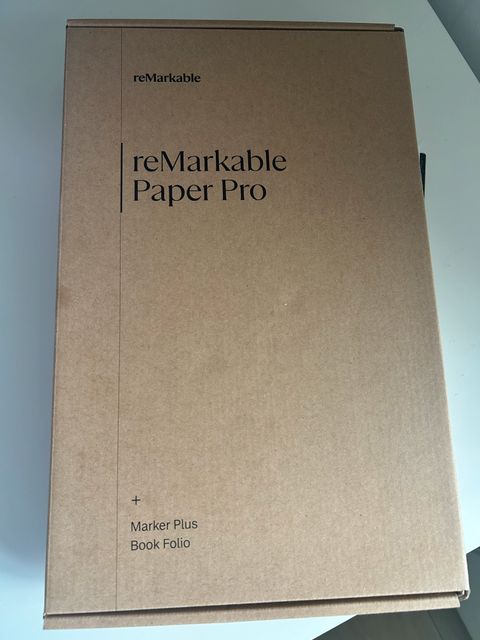 reMarkable
reMarkable
Paper Pro
+
Marker Plus
Book Folio